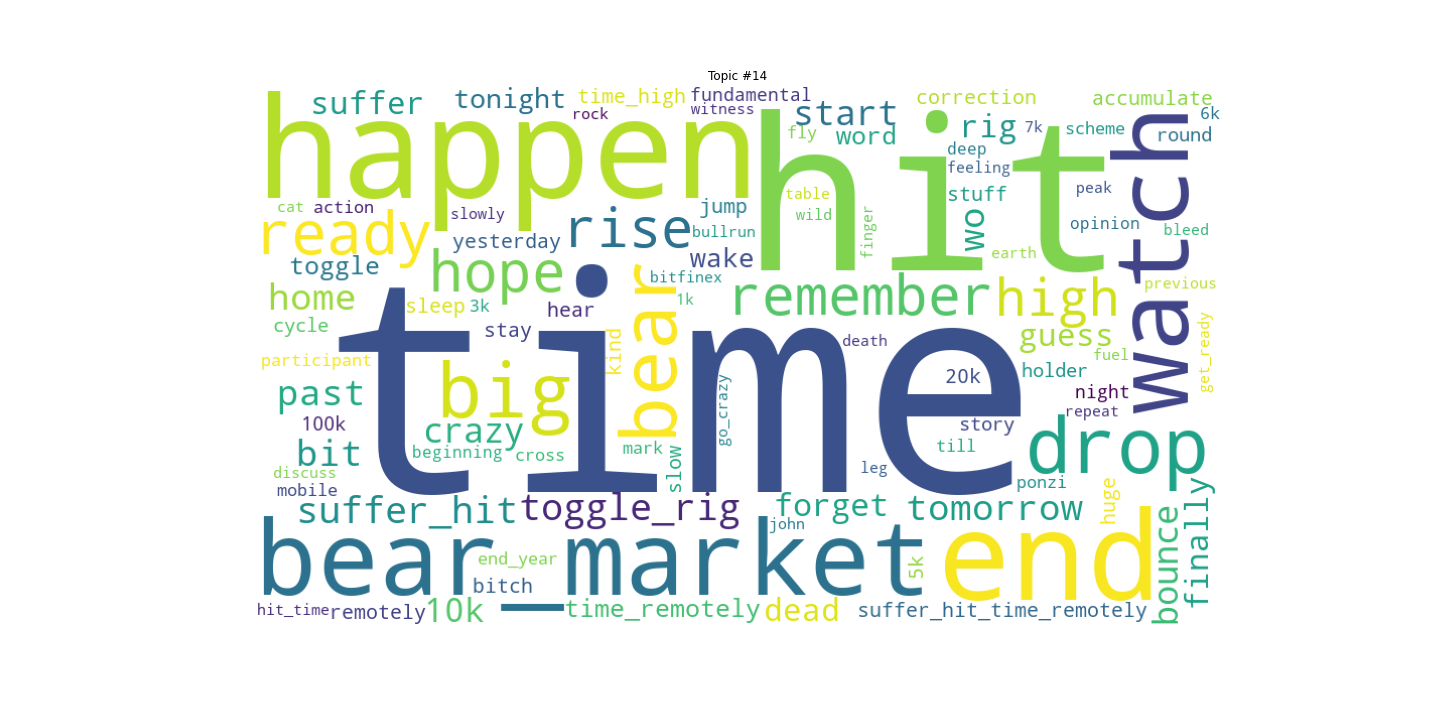 Topic #14
suffer
tonight
time_high
fundamental
witness
rock
correction
accumulate
6k
happen
hit
start
fly
word
rig
7k
scheme
round
deep
feeling
watch
cat
action
slowly
jump
table
wild
finger
stuff
wo
peak
opinion
bleed
ready
yesterday
rise
bullrun
earth
toggle
hope
bear
wake
bitfinex
1k
remember
high
previous
home
sleep
3k
hear
cycle
stay
kind
time
death
guess
fuel
get_ready
participant
big
go_crazy
20k
holder
night
past
repeat
100k
crazy
story
drop
bit
beginning
cross
mark
slow
till
discuss
leg
mobile
ponzi
suffer_hit
toggle_rig
forget
tomorrow
huge
finally
john
bear_market
end
bounce
end_year
5k
bitch
hit_time
remotely
10k
time_remotely
dead
suffer_hit_time_remotely